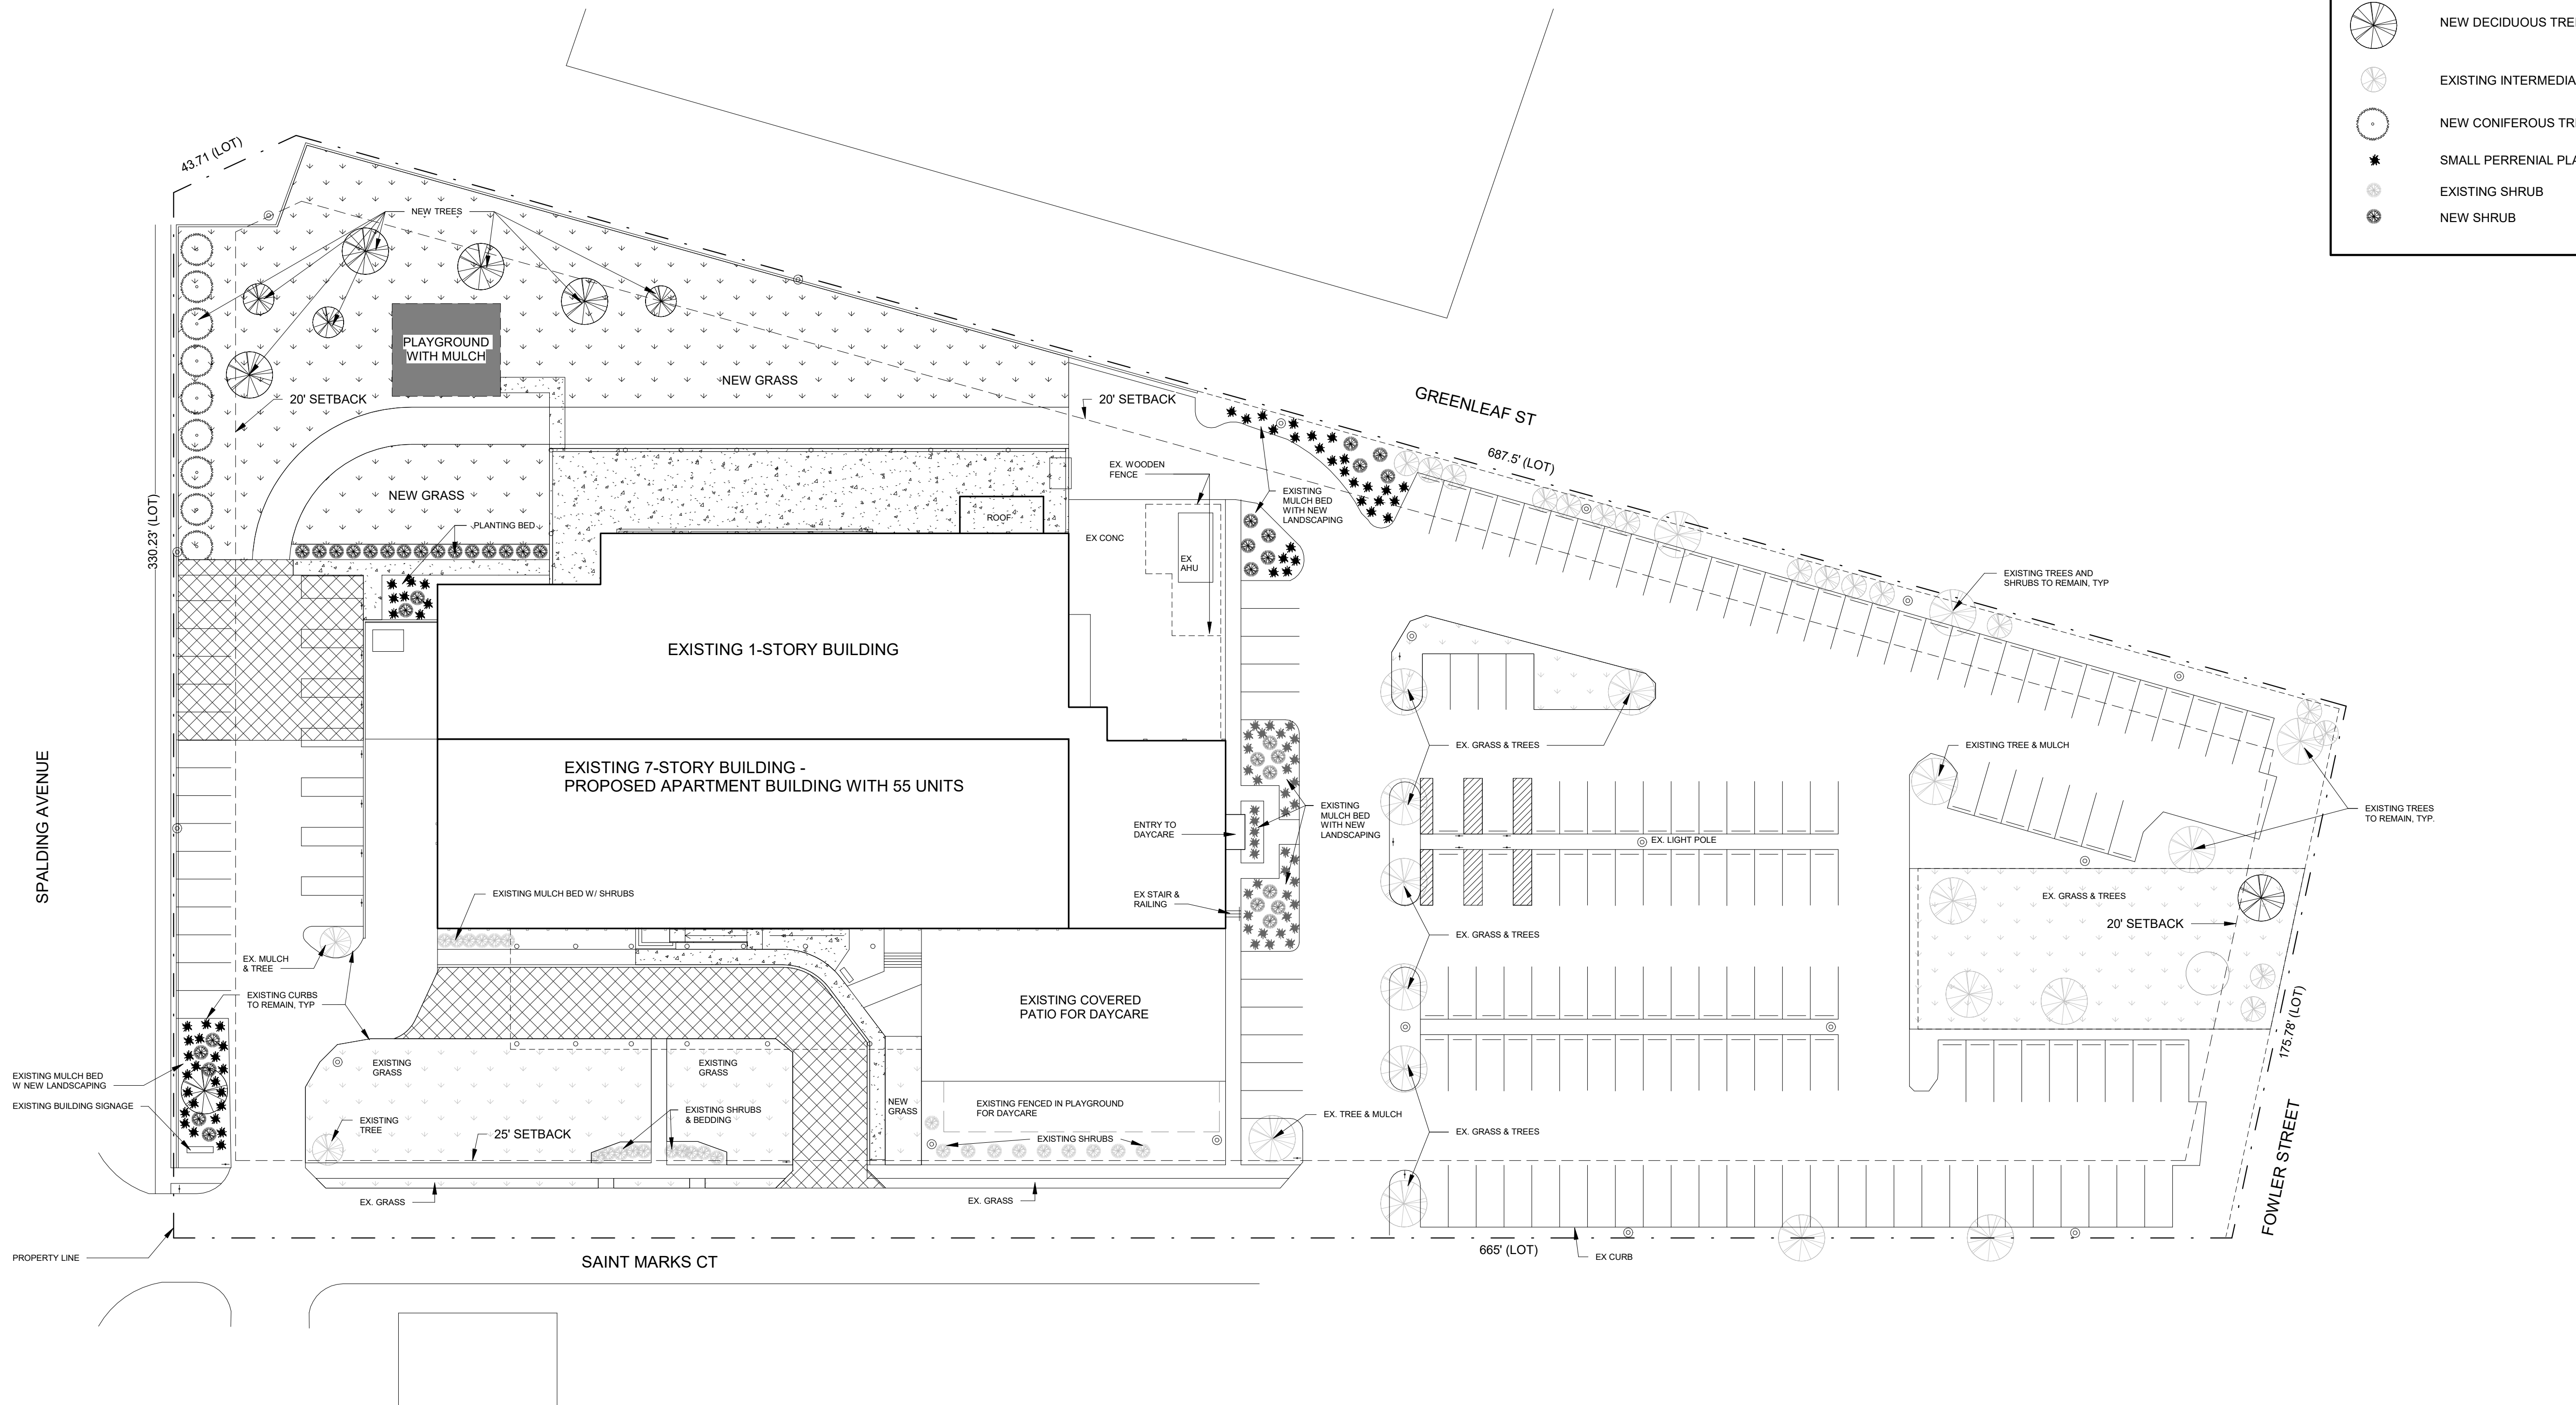 NEW DECIDUOUS TREE
EXISTING INTERMEDIA
NEW CONIFEROUS TR
SMALL PERRENIAL PLA
EXISTING SHRUB
NEW SHRUB
43.71 (LOT)
NEW TREES
PLAYGROUND
WITH MULCH
NEW GRASS
20' SETBACK
20' SETBACK
GREENLEAF ST
687.5' (LOT)
330.23' (LOT)
NEW GRASS
PLANTING BED
ROOF
EX. WOODEN
FENCE
EX CONC
EX
AHU
EXISTING
MULCH BED
WITH NEW
LANDSCAPING
EXISTING TREES AND
SHRUBS TO REMAIN, TYP
EXISTING 1-STORY BUILDING
EXISTING 7-STORY BUILDING -
PROPOSED APARTMENT BUILDING WITH 55 UNITS
EX. GRASS & TREES
EXISTING TREE & MULCH
SPALDING AVENUE
ENTRY TO
DAYCARE
EXISTING
MULCH BED
WITH NEW
LANDSCAPING
EX. LIGHT POLE
EXISTING TREES
TO REMAIN, TYP.
EXISTING MULCH BED W/ SHRUBS
EX STAIR &
RAILING
EX. GRASS & TREES
EX. GRASS & TREES
20' SETBACK
EX. MULCH
& TREE
EXISTING CURBS
TO REMAIN, TYP
EXISTING COVERED
PATIO FOR DAYCARE
175.78' (LOT)
EXISTING MULCH BED
W NEW LANDSCAPING
EXISTING BUILDING SIGNAGE
EXISTING
GRASS
EXISTING
GRASS
EXISTING
TREE
EXISTING SHRUBS
& BEDDING
25' SETBACK
NEW
GRASS
EXISTING FENCED IN PLAYGROUND
FOR DAYCARE
EXISTING SHRUBS
EX. TREE & MULCH
EX. GRASS & TREES
FOWLER STREET
EX. GRASS
EX. GRASS
PROPERTY LINE
SAINT MARKS CT
665' (LOT)
EX CURB